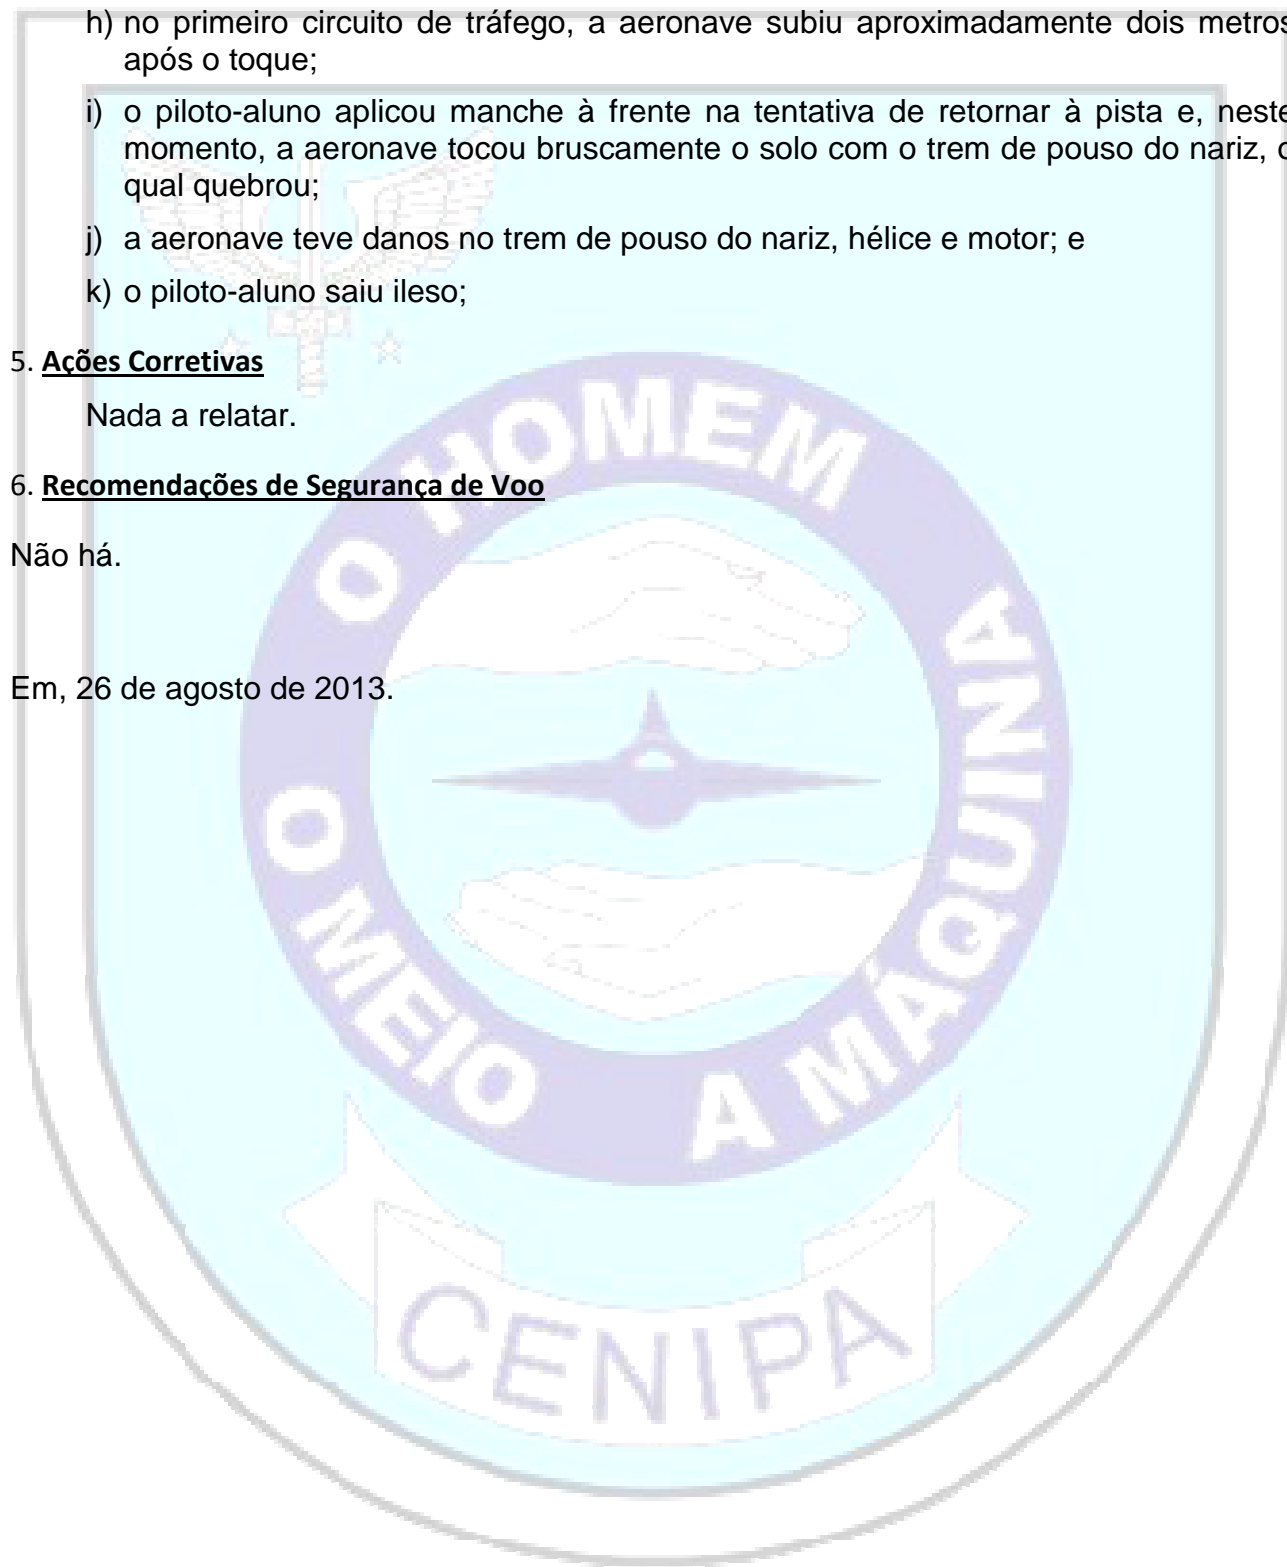 h) no primeiro circuito de tráfego, a aeronave subiu aproximadamente dois metros
após o toque;
i) o piloto-aluno aplicou manche à frente na tentativa de retornar à pista e, neste
momento, a aeronave tocou bruscamente o solo com o trem de pouso do nariz, o
qual quebrou;
j) a aeronave teve danos no trem de pouso do nariz, hélice e motor; e
k) o piloto-aluno saiu ileso;
5. Ações Corretivas
Nada a relatar.
6. Recomendações de Segurança de Voo
Não há.
Em, 26 de agosto de 2013.
O HOMEM
O MEIO
A MÁQUINA
CENIPA